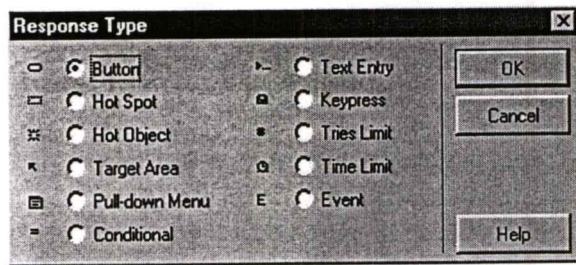 Response Type
Button
Hot Spot
Hot Object
Target Area
Pull-down Menu
Conditional
Text Entry
Keypress
Tries Limit
Time Limit
E Event
OK
Cancel
Help